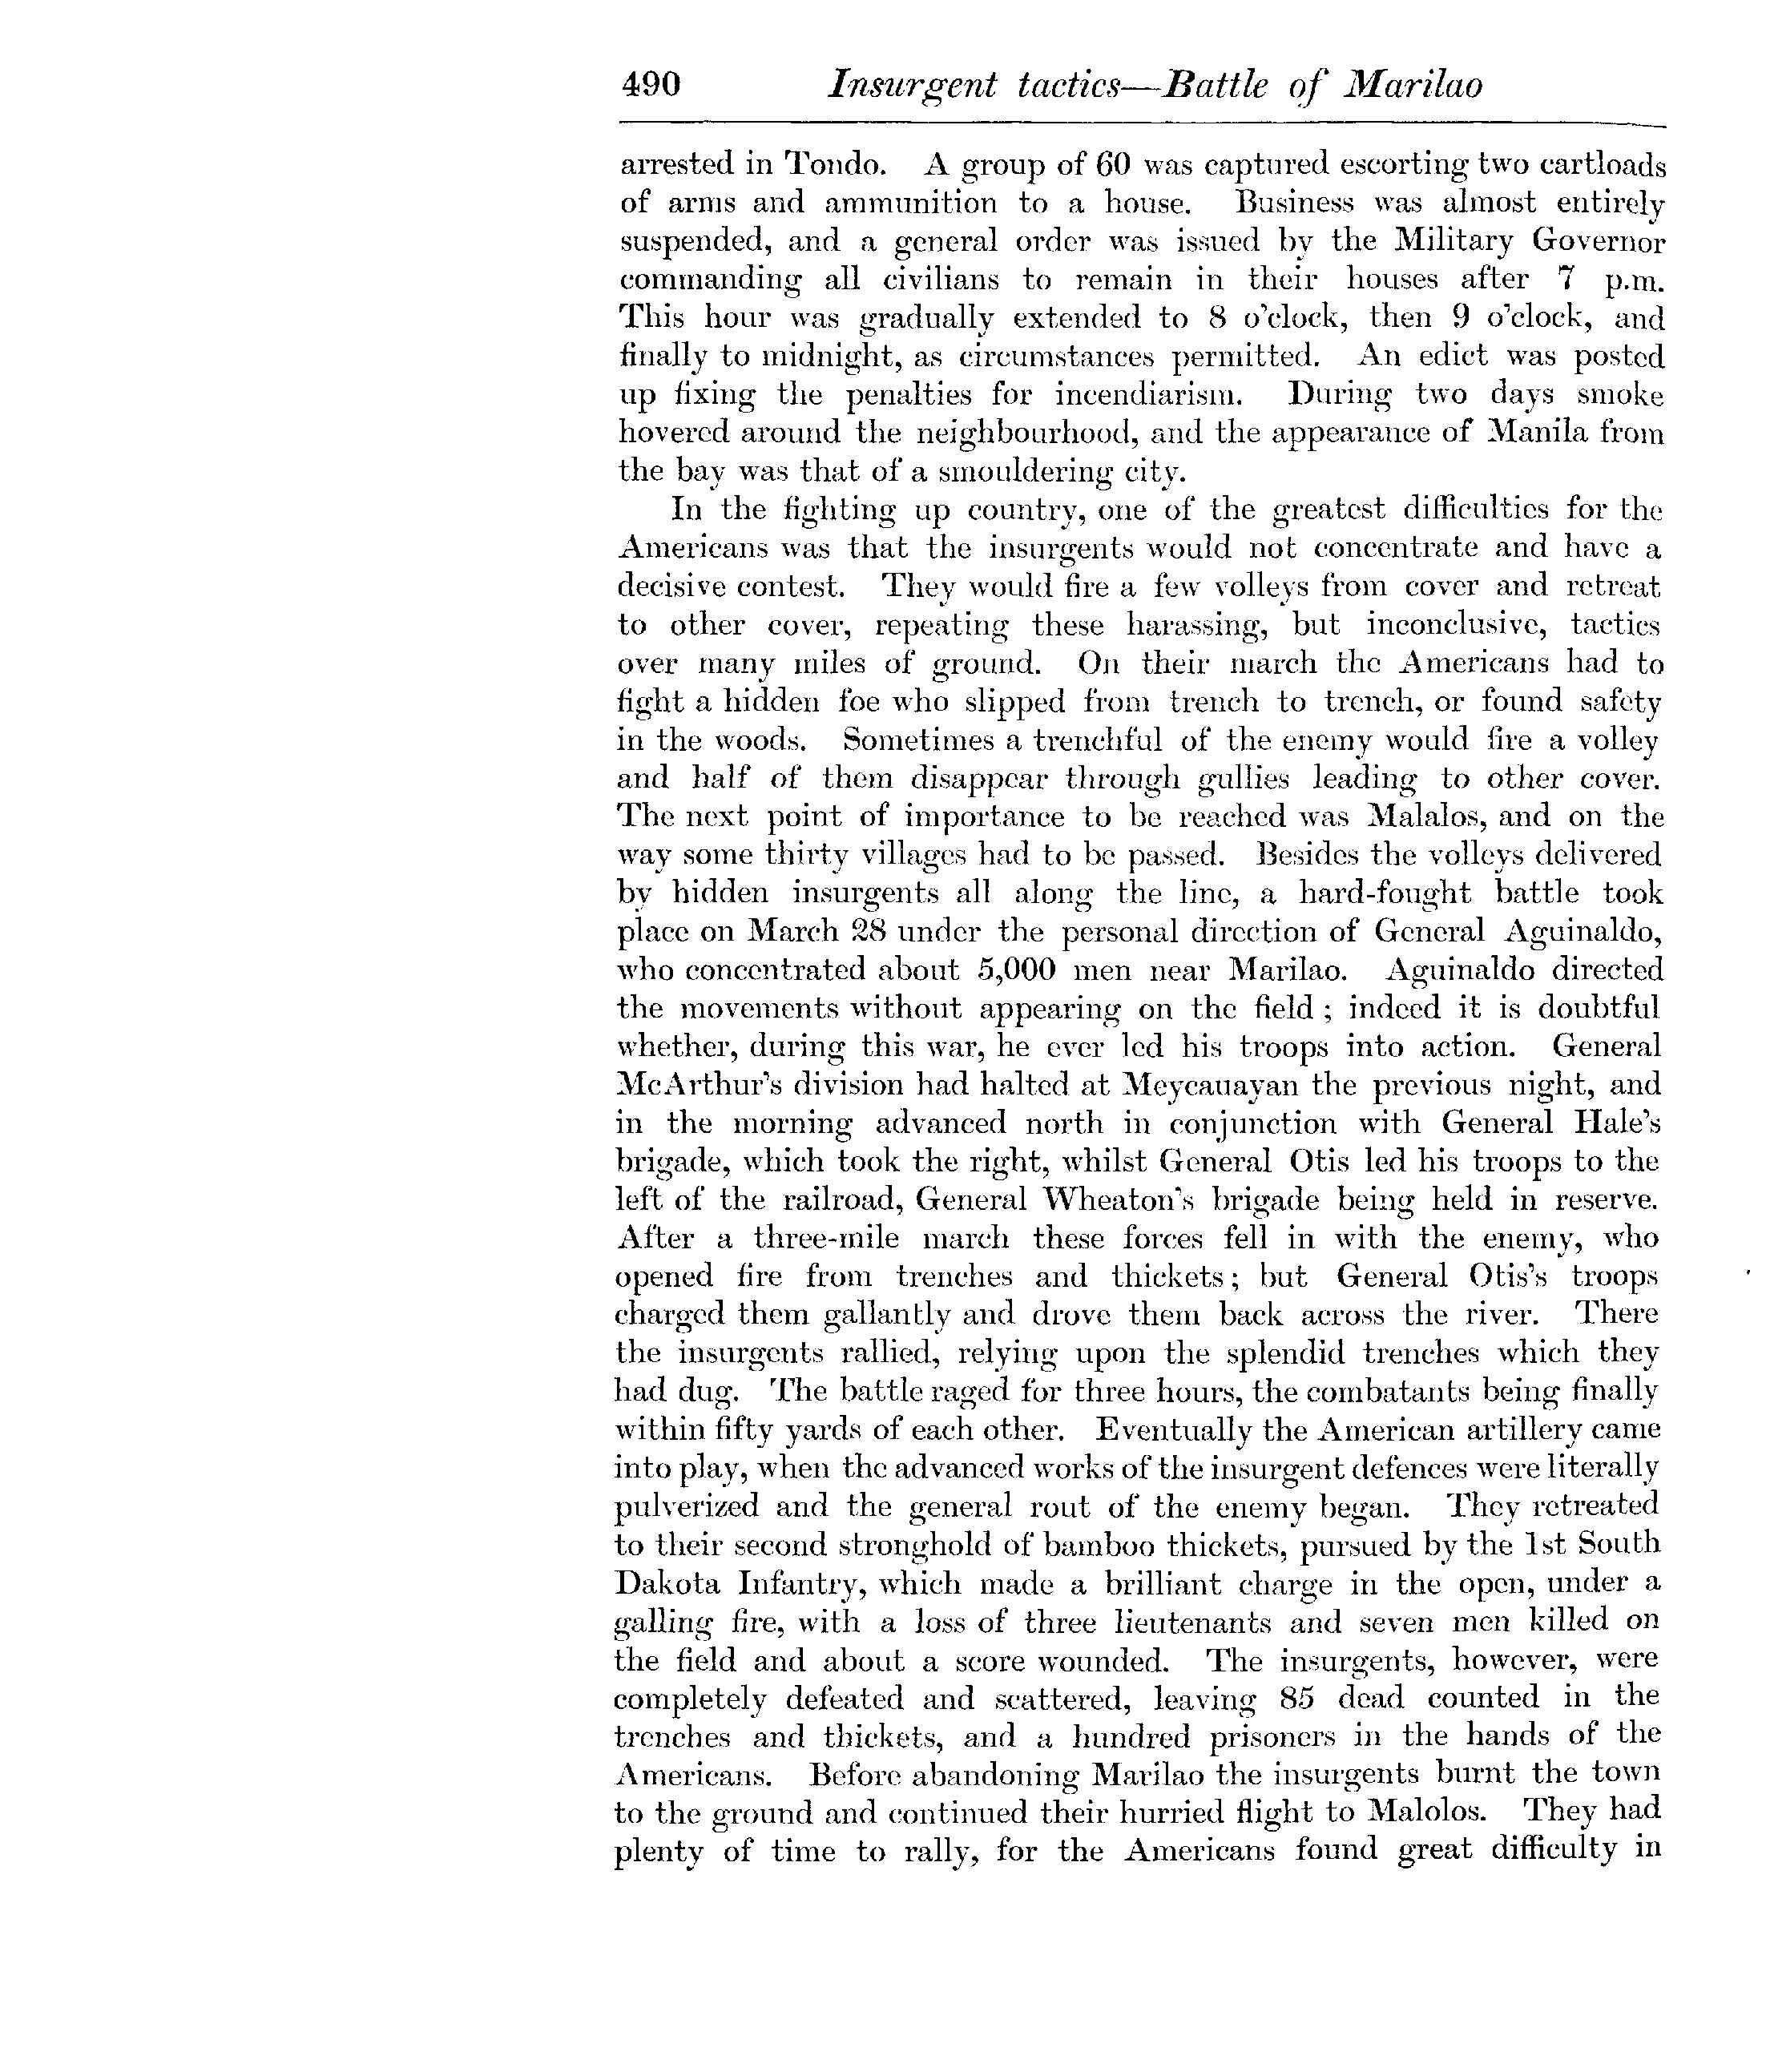 490 Insurgent tactics—Battle of Marilao
arrested in Tondo. A group of 60 was captured escorting two cartloads
of arms and ammunition to a house. Business was almost entirely
suspended, and a general order was issued by the Military Governor
commanding all civilians to remain in their houses after 7 p.m.
This hour was gradually extended to 8 o'clock, then 9 o'clock, and
finally to midnight, as circumstances permitted. An edict was posted
up fixing the penalties for incendiarism. During two days smoke
hovered around the neighbourhood, and the appearance of Manila from
the bay was that of a smouldering city.
In the fighting up country, one of the greatest difficulties for the
Americans was that the insurgents would not concentrate and have a
decisive contest. They would fire a few volleys from cover and retreat
to other cover, repeating these harassing, but inconclusive, tactics
over many miles of ground. On their march the Americans had to
fight a hidden foe who slipped from trench to trench, or found safety
in the woods. Sometimes a trenchful of the enemy would fire a volley
and half of them disappear through gullies leading to other cover.
The next point of importance to be reached was Malalos, and on the
way some thirty villages had to be passed. Besides the volleys delivered
by hidden insurgents all along the line, a hard-fought battle took
place on March 28 under the personal direction of General Aguinaldo,
who concentrated about 5,000 men near Marilao. Aguinaldo directed
the movements without appearing on the field; indeed it is doubtful
whether, during this war, he ever led his troops into action. General
McArthur's division had halted at Meycauayan the previous night, and
in the morning advanced north in conjunction with General Hale's
brigade, which took the right, whilst General Otis led his troops to the
left of the railroad, General Wheaton's brigade being held in reserve.
After a three-mile march these forces fell in with the enemy, who
opened fire from trenches and thickets; but General Otis's troops
charged them gallantly and drove them back across the river. There
the insurgents rallied, relying upon the splendid trenches which they
had dug. The battle raged for three hours, the combatants being finally
within fifty yards of each other. Eventually the American artillery came
into play, when the advanced works of the insurgent defences were literally
pulverized and the general rout of the enemy began. They retreated
to their second stronghold of bamboo thickets, pursued by the 1st South
Dakota Infantry, which made a brilliant charge in the open, under a
galling fire, with a loss of three lieutenants and seven men killed on
the field and about a score wounded. The insurgents, however, were
completely defeated and scattered, leaving 85 dead counted in the
trenches and thickets, and a hundred prisoners in the hands of the
Americans. Before abandoning Marilao the insurgents burnt the town
to the ground and continued their hurried flight to Malolos. They had
plenty of time to rally, for the Americans found great difficulty in